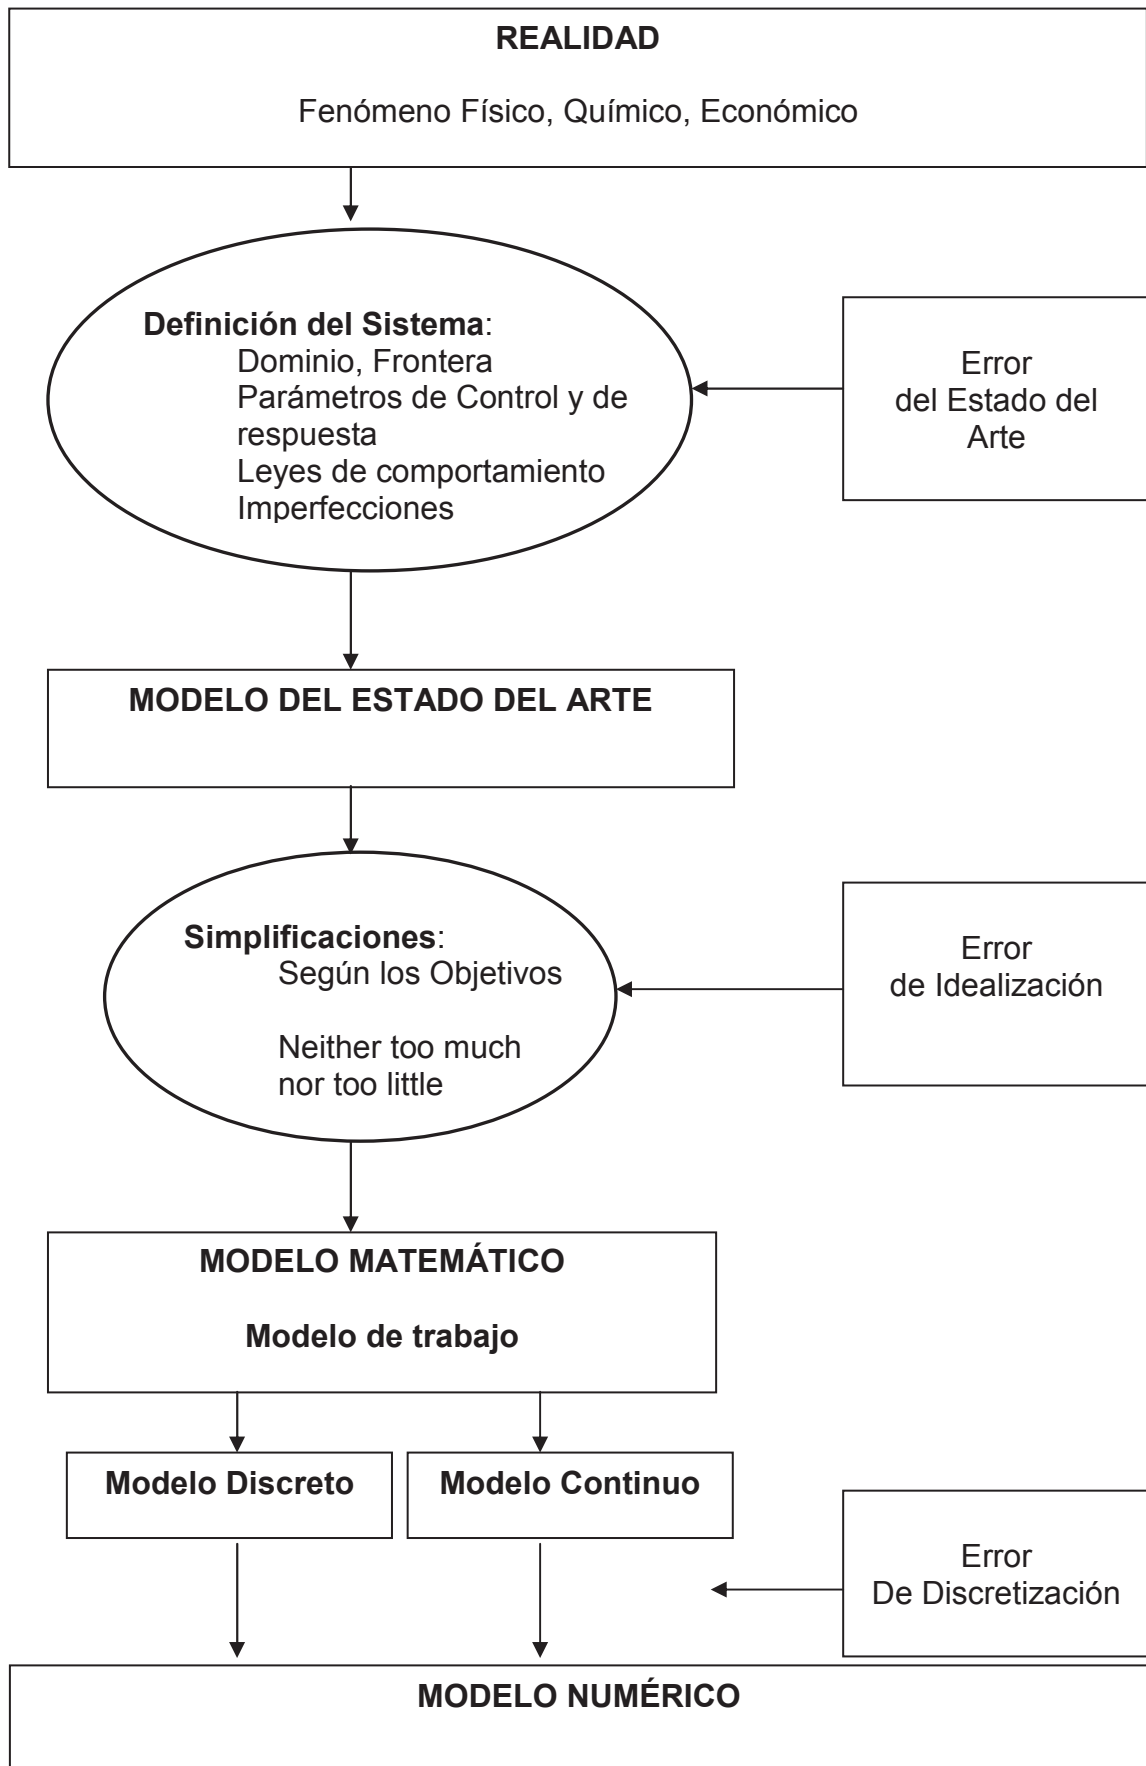 REALIDAD
Fenómeno Físico, Químico, Económico
Definición del Sistema:
Dominio, Frontera
Parámetros de Control y de
respuesta
Leyes de comportamiento
Imperfecciones
Error
del Estado del
Arte
MODELO DEL ESTADO DEL ARTE
Simplificaciones:
Según los Objetivos
Neither too much
nor too little
Error
de Idealización
MODELO MATEMÁTICO
Modelo de trabajo
Modelo Discreto
Modelo Continuo
Error
De Discretización
MODELO NUMÉRICO